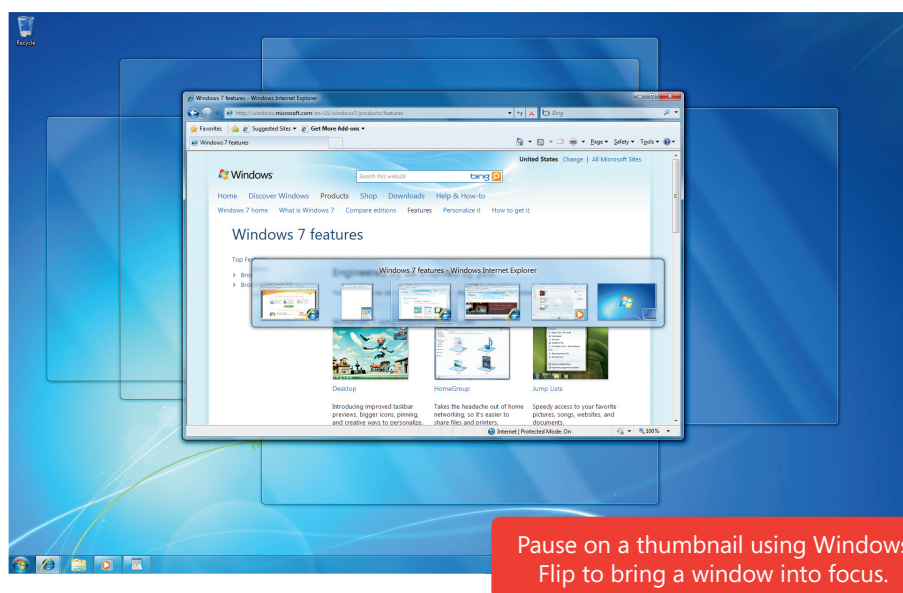 Recycle
Windows 7 features - Windows Internet Explorer
http://windows.microsoft.com/en-US/windows7/products/features
Bing
Favorites Suggested Sites Get More Add-ons
Windows 7 features
Page Safety Tools
United States Change | All Microsoft Sites
Windows
Search this website bing
Home Discover Windows Products Shop Downloads Help & How-to
Windows 7 home What is Windows 7 Compare editions Features Personalize it How to get it
Windows 7 features
Top Fe
Windows 7 features - Windows Internet Explorer
> Bro
> Bro
Desktop HomeGroup Jump Lists
Introducing improved taskbar Takes the headache out of home Speedy access to your favorite
previews, bigger icons, pinning, networking, so it's easier to pictures, songs, websites, and
and creative ways to personalize. share files and printers. documents.
Internet | Protected Mode: On 100%
Pause on a thumbnail using Windows
Flip to bring a window into focus.